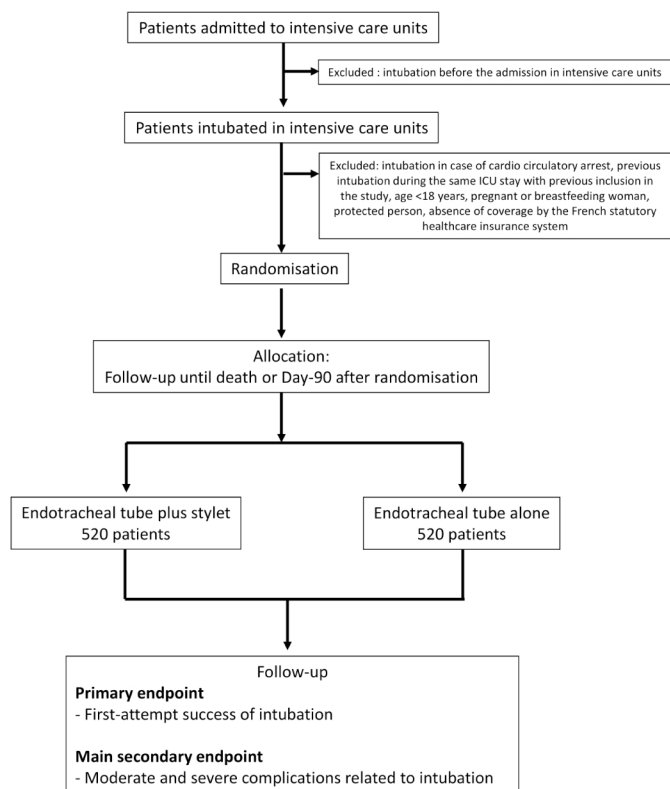 Patients admitted to intensive care units
Excluded : intubation before the admission in intensive care units
Patients intubated in intensive care units
Excluded: intubation in case of cardio circulatory arrest, previous
intubation during the same ICU stay with previous inclusion in
the study, age <18 years, pregnant or breastfeeding woman,
protected person, absence of coverage by the French statutory
healthcare insurance system
Randomisation
Allocation:
Follow-up until death or Day-90 after randomisation
Endotracheal tube plus stylet
520 patients
Endotracheal tube alone
520 patients
Follow-up
Primary endpoint
- First-attempt success of intubation
Main secondary endpoint
- Moderate and severe complications related to intubation